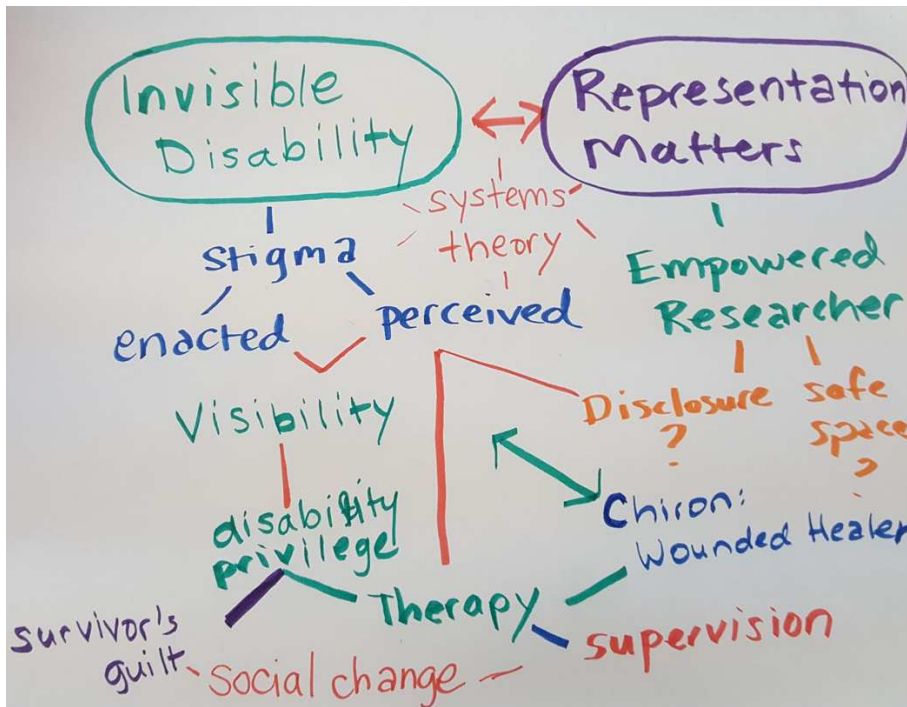 Invisible
Disability
Representation
Matters
systems
theory
Stigma
enacted
perceived
Empowered
Researcher
Visibility
Disclosure
?
safe
space
?
disability
privilege
Chiron:
Wounded Healer
Therapy
survivor's
guilt
supervision
Social change